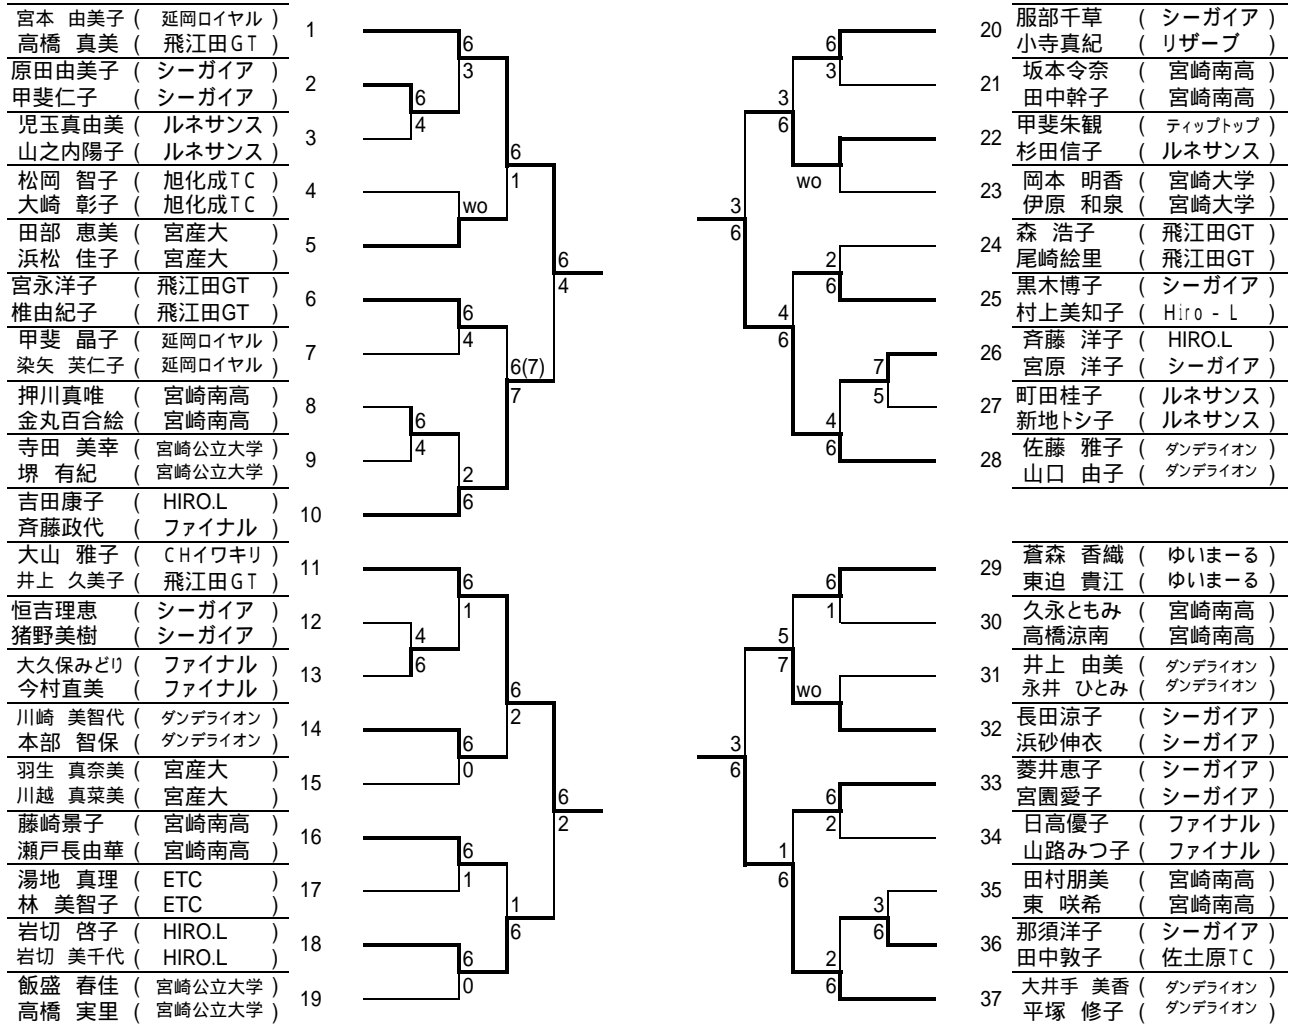 宮本 由美子 ( 延岡ロイヤル )
高橋 真美 ( 飛江田GT )
1
原田由美子 ( シーガイア )
甲斐仁子 ( シーガイア )
2
児玉真由美 ( ルネサンス )
山之内陽子 ( ルネサンス )
3
松岡 智子 ( 旭化成TC )
大崎 彰子 ( 旭化成TC )
4
田部 恵美 ( 宮産大 )
浜松 佳子 ( 宮産大 )
5
宮永洋子 ( 飛江田GT )
椎由紀子 ( 飛江田GT )
6
甲斐 晶子 ( 延岡ロイヤル )
染矢 芙仁子 ( 延岡ロイヤル )
7
押川真唯 ( 宮崎南高 )
金丸百合絵 ( 宮崎南高 )
8
寺田 美幸 ( 宮崎公立大学 )
堺 有紀 ( 宮崎公立大学 )
9
吉田康子 ( HIRO.L )
斉藤政代 ( ファイナル )
10
大山 雅子 ( CHイワキリ )
井上 久美子 ( 飛江田GT )
11
恒吉理恵 ( シーガイア )
猪野美樹 ( シーガイア )
12
大久保みどり ( ファイナル )
今村直美 ( ファイナル )
13
川崎 美智代 ( ダンデライオン )
本部 智保 ( ダンデライオン )
14
羽生 真奈美 ( 宮産大 )
川越 真菜美 ( 宮産大 )
15
藤崎景子 ( 宮崎南高 )
瀬戸長由華 ( 宮崎南高 )
16
湯地 真理 ( ETC )
林 美智子 ( ETC )
17
岩切 啓子 ( HIRO.L )
岩切 美千代 ( HIRO.L )
18
飯盛 春佳 ( 宮崎公立大学 )
高橋 実里 ( 宮崎公立大学 )
19
6
3
6
4
6
1
wo
6
4
6
4
6(7)
7
6
4
2
6
6
1
4
6
6
2
6
0
6
2
6
1
1
6
6
0
6
3
3
6
wo
3
6
2
6
4
6
7
5
4
6
6
1
5
7
wo
3
6
6
2
1
6
3
6
2
6
20
服部千草 ( シーガイア )
小寺真紀 ( リザーブ )
21
坂本令奈 ( 宮崎南高 )
田中幹子 ( 宮崎南高 )
22
甲斐朱観 ( ティップトップ )
杉田信子 ( ルネサンス )
23
岡本 明香 ( 宮崎大学 )
伊原 和泉 ( 宮崎大学 )
24
森 浩子 ( 飛江田GT )
尾崎絵里 ( 飛江田GT )
25
黒木博子 ( シーガイア )
村上美知子 ( Hiro - L )
26
斉藤 洋子 ( HIRO.L )
宮原 洋子 ( シーガイア )
27
町田桂子 ( ルネサンス )
新地トシ子 ( ルネサンス )
28
佐藤 雅子 ( ダンデライオン )
山口 由子 ( ダンデライオン )
29
蒼森 香織 ( ゆいまーる )
東迫 貴江 ( ゆいまーる )
30
久永ともみ ( 宮崎南高 )
高橋涼南 ( 宮崎南高 )
31
井上 由美 ( ダンデライオン )
永井 ひとみ ( ダンデライオン )
32
長田涼子 ( シーガイア )
浜砂伸衣 ( シーガイア )
33
菱井恵子 ( シーガイア )
宮園愛子 ( シーガイア )
34
日高優子 ( ファイナル )
山路みつ子 ( ファイナル )
35
田村朋美 ( 宮崎南高 )
東 咲希 ( 宮崎南高 )
36
那須洋子 ( シーガイア )
田中敦子 ( 佐土原TC )
37
大井手 美香 ( ダンデライオン )
平塚 修子 ( ダンデライオン )